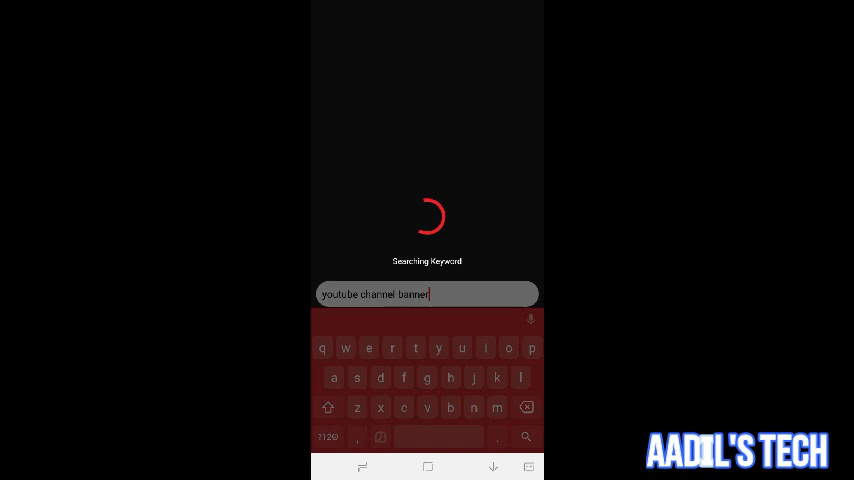 Searching Keyword
youtube channel banner
q w e r t y u i o p
a s d f g h j k l
z x c v b n m
?123 , .
AADIL'S TECH